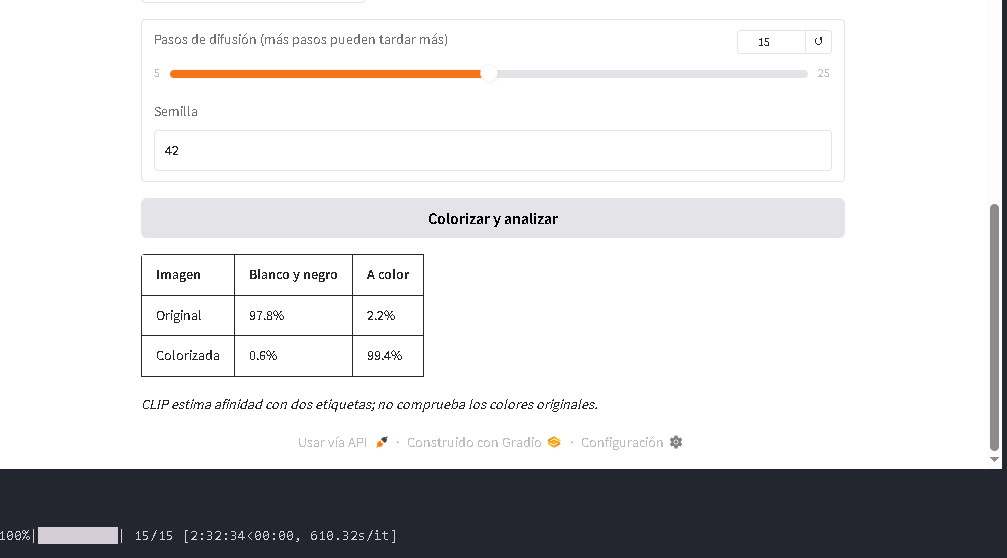 Pasos de difusión (más pasos pueden tardar más) 15 ↺
5 25
Semilla
42
Colorizar y analizar
Imagen Blanco y negro A color
Original 97.8% 2.2%
Colorizada 0.6% 99.4%
CLIP estima afinidad con dos etiquetas; no comprueba los colores originales.
Usar vía API 🚀 · Construido con Gradio · Configuración ⚙
100%| | 15/15 [2:32:34<00:00, 610.32s/it]